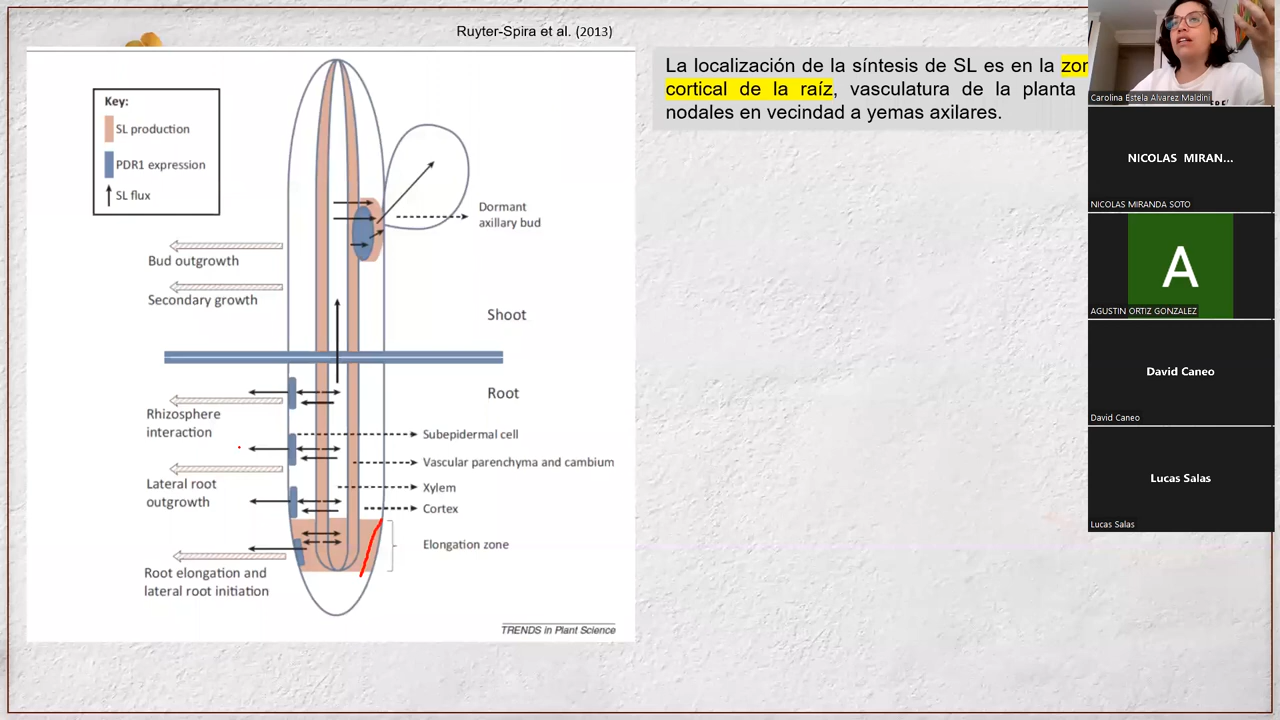 Ruyter-Spira et al. (2013)
La localización de la síntesis de SL es en la
cortical de la raíz, vasculatura de la planta
nodales en vecindad a yemas axilares.
Key:
SL production
PDR1 expression
SL flux
Dormant
axillary bud
Bud outgrowth
Secondary growth
Shoot
Root
Rhizosphere
interaction
Subepidermal cell
Vascular parenchyma and cambium
Lateral root
outgrowth
Xylem
Cortex
Elongation zone
Root elongation and
lateral root initiation
TRENDS in Plant Science
Carolina Estela Alvarez Maldini
NICOLAS MIRAN...
NICOLAS MIRANDA SOTO
A
AGUSTIN ORTIZ GONZALEZ
David Caneo
David Caneo
Lucas Salas
Lucas Salas